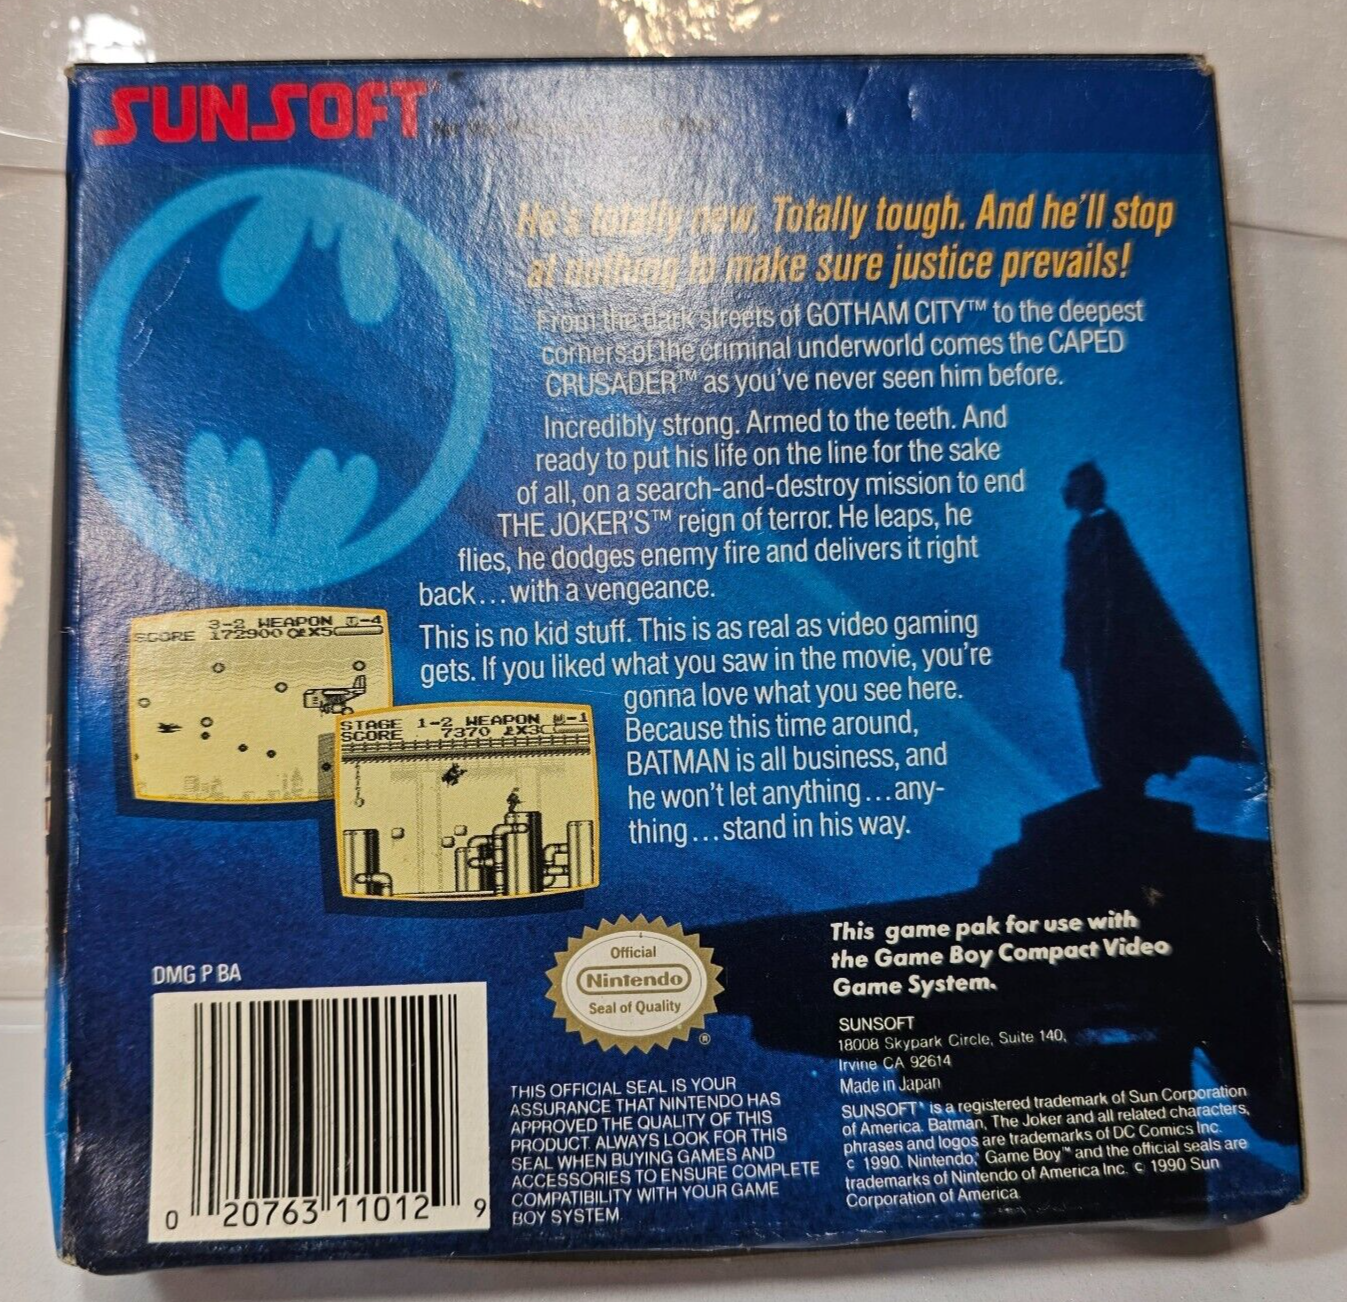 SUNSOFT
He's totally new. Totally tough. And he'll stop
at nothing to make sure justice prevails!
From the dark streets of GOTHAM CITY™ to the deepest
corners of the criminal underworld comes the CAPED
CRUSADER™ as you've never seen him before.
Incredibly strong. Armed to the teeth. And
ready to put his life on the line for the sake
of all, on a search-and-destroy mission to end
THE JOKER'S™ reign of terror. He leaps, he
flies, he dodges enemy fire and delivers it right
back...with a vengeance.
This is no kid stuff. This is as real as video gaming
gets. If you liked what you saw in the movie, you're
gonna love what you see here.
Because this time around,
BATMAN is all business, and
he won't let anything...any-
thing...stand in his way.
3-2 WEAPON -4
SCORE 172900 X5
STAGE 1-2 WEAPON -1
SCORE 7370 X3
DMG P BA
0 20763 11012 9
Official
Nintendo
Seal of Quality
®
THIS OFFICIAL SEAL IS YOUR
ASSURANCE THAT NINTENDO HAS
APPROVED THE QUALITY OF THIS
PRODUCT. ALWAYS LOOK FOR THIS
SEAL WHEN BUYING GAMES AND
ACCESSORIES TO ENSURE COMPLETE
COMPATIBILITY WITH YOUR GAME
BOY SYSTEM
This game pak for use with
the Game Boy Compact Video
Game System.
SUNSOFT
18008 Skypark Circle, Suite 140,
Irvine CA 92614
Made in Japan
SUNSOFT® is a registered trademark of Sun Corporation
of America. Batman, The Joker and all related characters,
phrases and logos are trademarks of DC Comics Inc.
© 1990. Nintendo,® Game Boy™ and the official seals are
trademarks of Nintendo of America Inc. © 1990 Sun
Corporation of America